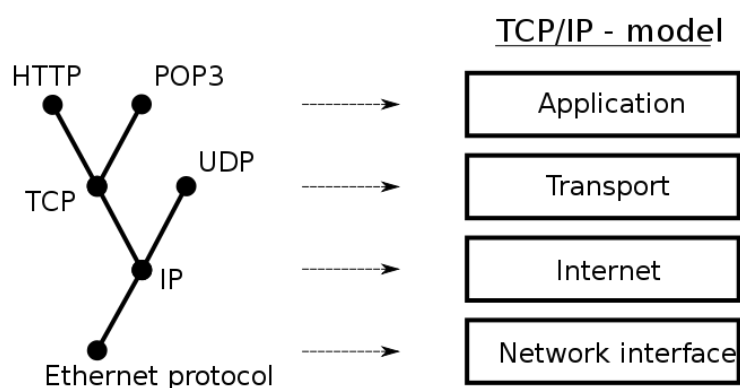 TCP/IP - model
HTTP
POP3
Application
UDP
TCP
Transport
IP
Internet
Ethernet protocol
Network interface